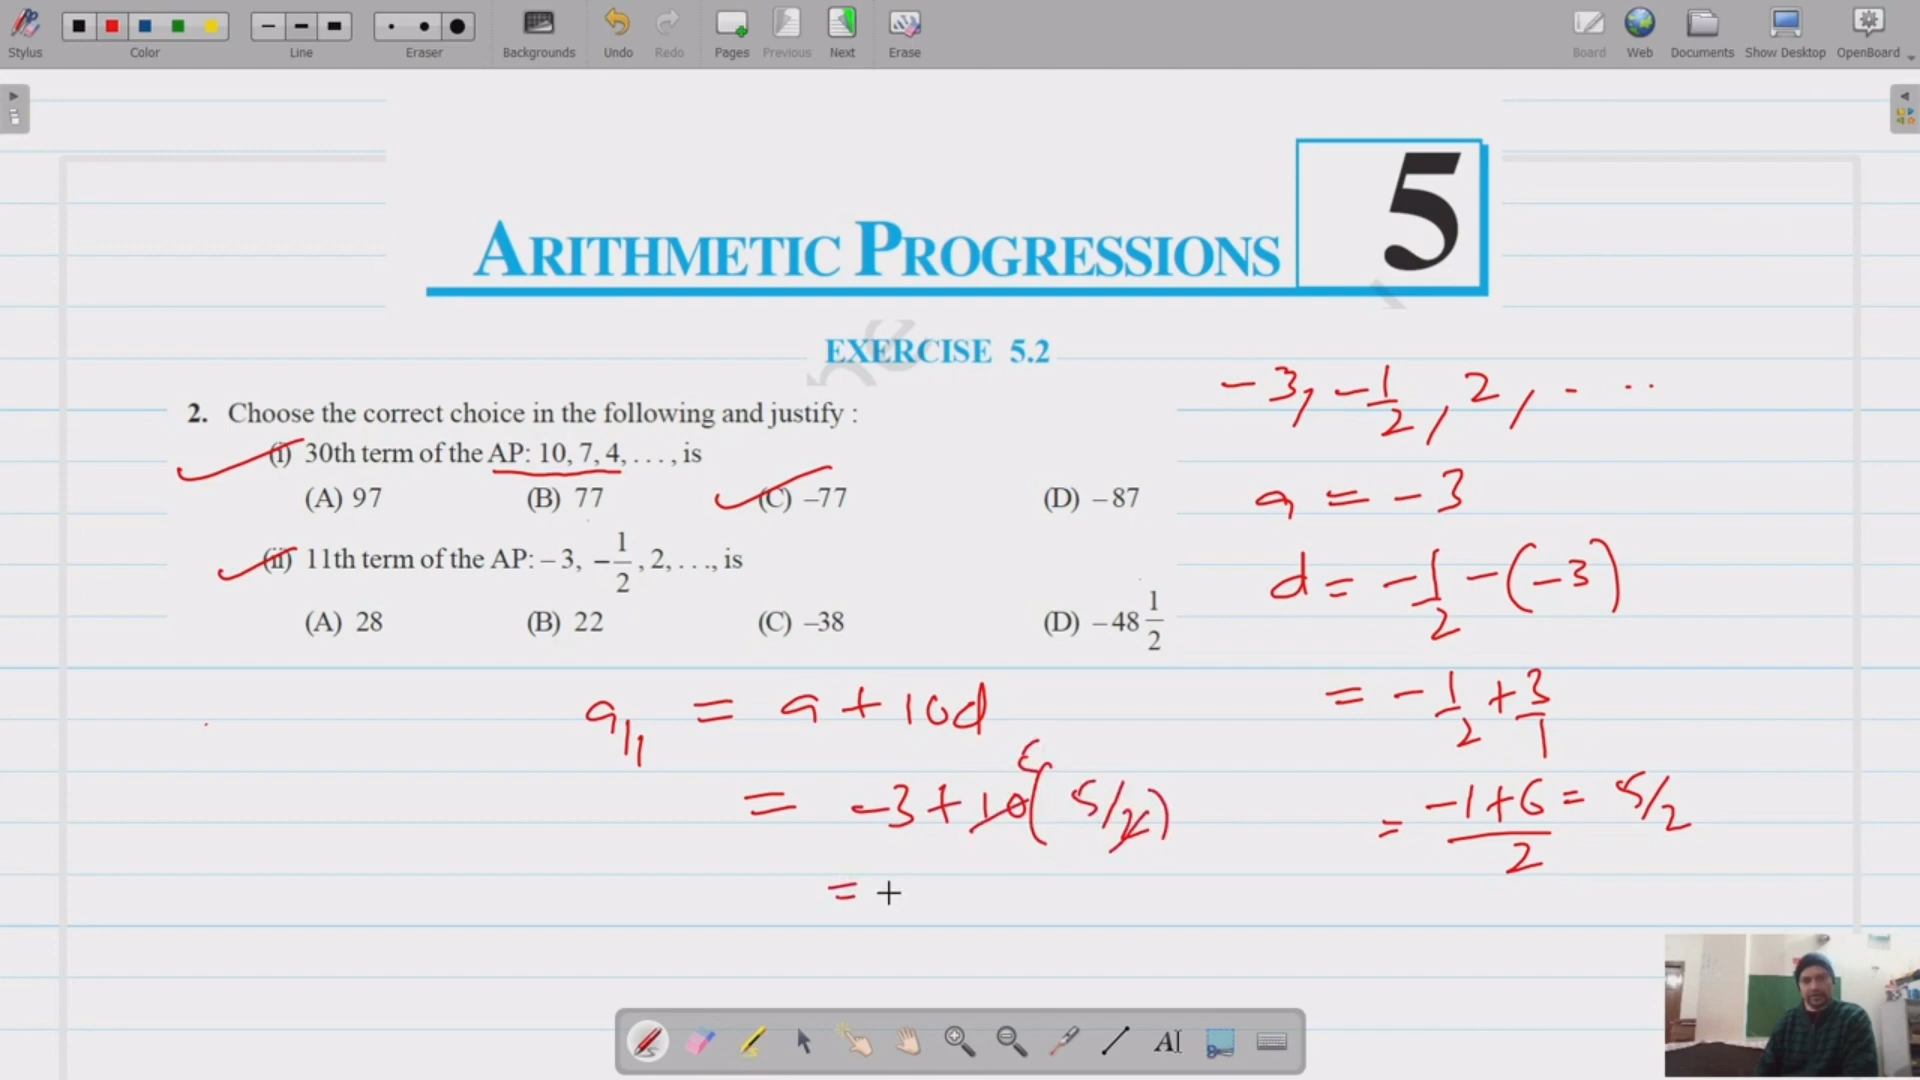 Stylus Color Line Eraser Backgrounds Undo Redo Pages Previous Next Erase Board Web Documents Show Desktop OpenBoard
ARITHMETIC PROGRESSIONS 5
EXERCISE 5.2
2. Choose the correct choice in the following and justify :
(i) 30th term of the AP: 10, 7, 4, . . . , is
(A) 97 (B) 77 (C) –77 (D) – 87
(ii) 11th term of the AP: – 3, –1/2, 2, . . ., is
(A) 28 (B) 22 (C) –38 (D) – 48 1/2
-3, -1/2, 2, - ..
a = -3
d = -1/2 - (-3)
= -1/2 + 3/1
= (-1+6)/2 = 5/2
a11 = a + 10d
= -3 + 10(5/2)
=